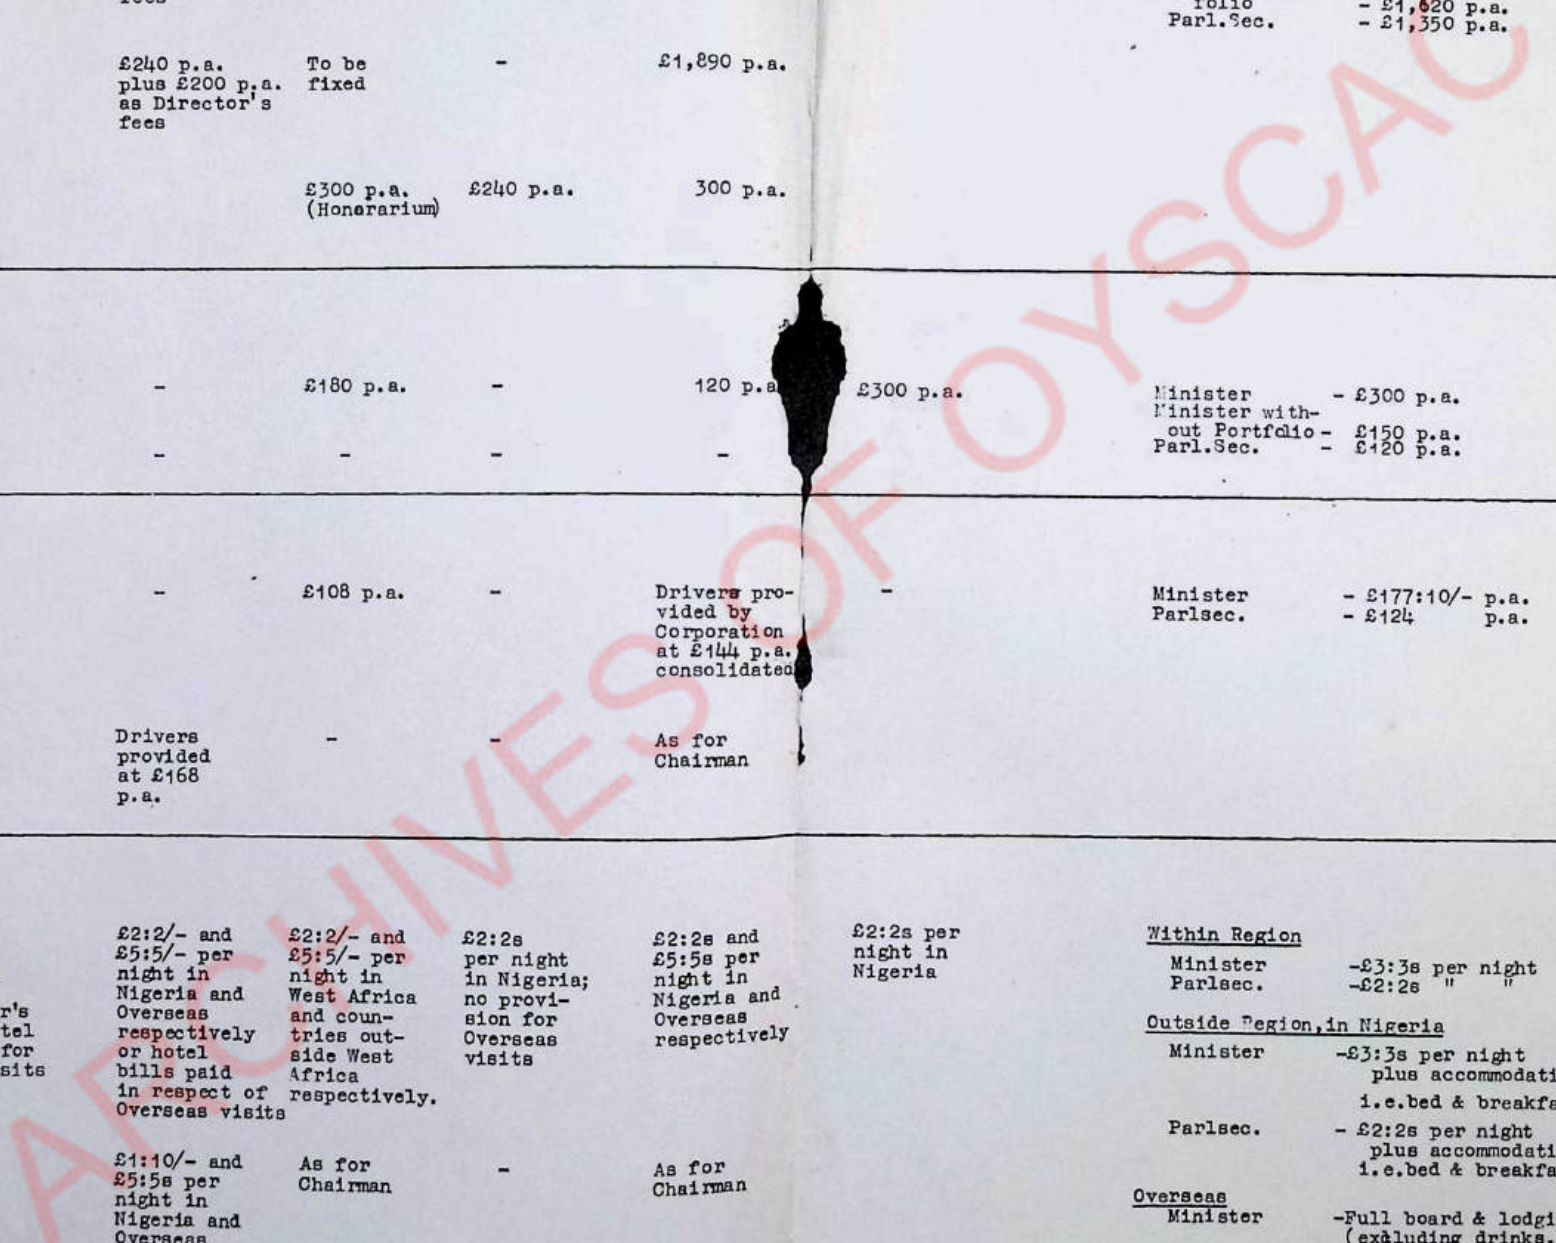 fees
folio - £1,620 p.a.
Parl.Sec. - £1,350 p.a.
£240 p.a. To be - £1,890 p.a.
plus £200 p.a. fixed
as Director's
fees
£300 p.a. £240 p.a. 300 p.a.
(Honorarium)
- £180 p.a. - 120 p.a £300 p.a. Minister - £300 p.a.
Minister with-
out Portfolio - £150 p.a.
- - - - Parl.Sec. - £120 p.a.
- £108 p.a. - Drivers pro- - Minister - £177:10/- p.a.
vided by Parlsec. - £124 p.a.
Corporation
at £144 p.a.
consolidated
Drivers - - As for
provided Chairman
at £168
p.a.
£2:2/- and £2:2/- and £2:2s £2:2s and £2:2s per Within Region
£5:5/- per £5:5/- per per night £5:5s per night in
night in night in in Nigeria; night in Nigeria Minister -£3:3s per night
Nigeria and West Africa no provi- Nigeria and Parlsec. -£2:2s " "
r's Overseas and coun- sion for Overseas
tel respectively tries out- Overseas respectively Outside Region,in Nigeria
for or hotel side West visits Minister -£3:3s per night
sits bills paid Africa plus accommodati
in respect of respectively. i.e.bed & breakfa
Overseas visits
Parlsec. - £2:2s per night
plus accommodati
£1:10/- and As for - As for i.e.bed & breakfa
£5:5s per Chairman Chairman
night in Overseas
Nigeria and Minister -Full board & lodgi
Overseas (excluding drinks.
ARCHIVES OF OYSCAC